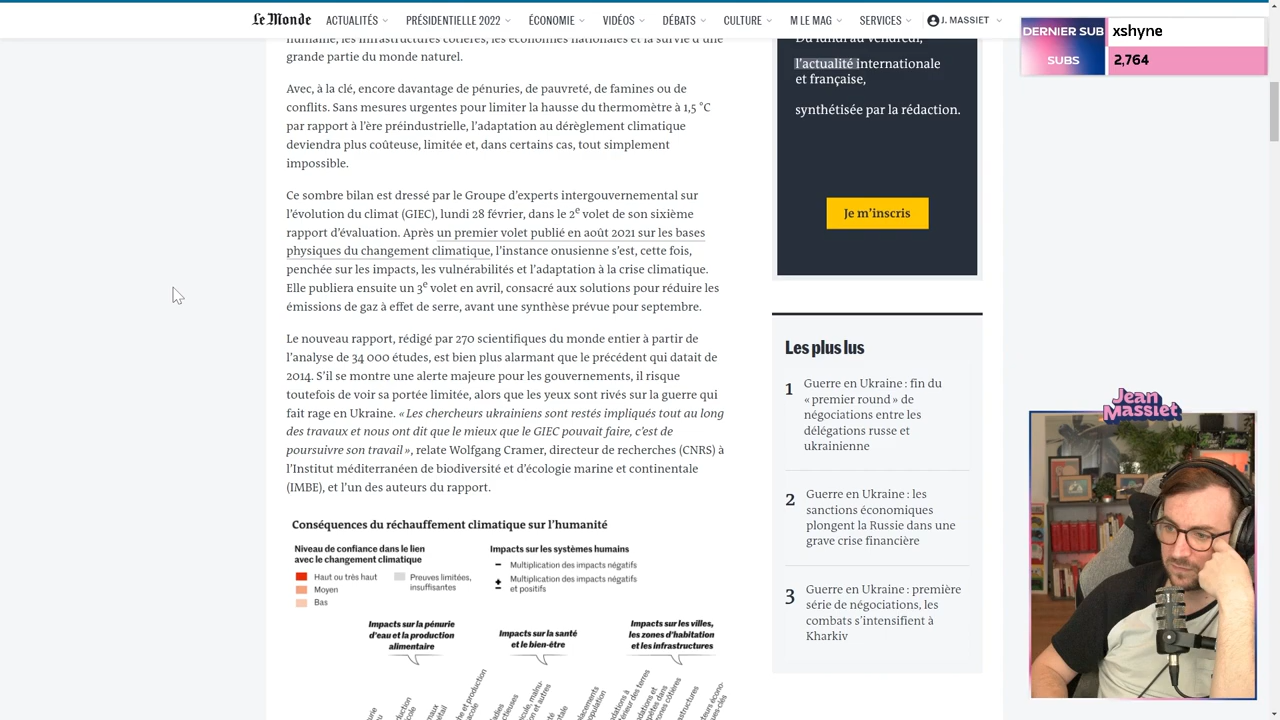 Le Monde
ACTUALITÉS
PRÉSIDENTIELLE 2022
ÉCONOMIE
VIDÉOS
DÉBATS
CULTURE
M LE MAG
SERVICES
J. MASSIET
humaine, les infrastructures côtières, les économies nationales et la survie d'une
grande partie du monde naturel.
Avec, à la clé, encore davantage de pénuries, de pauvreté, de famines ou de
conflits. Sans mesures urgentes pour limiter la hausse du thermomètre à 1,5 °C
par rapport à l'ère préindustrielle, l'adaptation au dérèglement climatique
deviendra plus coûteuse, limitée et, dans certains cas, tout simplement
impossible.
Ce sombre bilan est dressé par le Groupe d'experts intergouvernemental sur
l'évolution du climat (GIEC), lundi 28 février, dans le 2e volet de son sixième
rapport d'évaluation. Après un premier volet publié en août 2021 sur les bases
physiques du changement climatique, l'instance onusienne s'est, cette fois,
penchée sur les impacts, les vulnérabilités et l'adaptation à la crise climatique.
Elle publiera ensuite un 3e volet en avril, consacré aux solutions pour réduire les
émissions de gaz à effet de serre, avant une synthèse prévue pour septembre.
Le nouveau rapport, rédigé par 270 scientifiques du monde entier à partir de
l'analyse de 34 000 études, est bien plus alarmant que le précédent qui datait de
2014. S'il se montre une alerte majeure pour les gouvernements, il risque
toutefois de voir sa portée limitée, alors que les yeux sont rivés sur la guerre qui
fait rage en Ukraine. « Les chercheurs ukrainiens sont restés impliqués tout au long
des travaux et nous ont dit que le mieux que le GIEC pouvait faire, c'est de
poursuivre son travail », relate Wolfgang Cramer, directeur de recherches (CNRS) à
l'Institut méditerranéen de biodiversité et d'écologie marine et continentale
(IMBE), et l'un des auteurs du rapport.
Conséquences du réchauffement climatique sur l'humanité
Niveau de confiance dans le lien
avec le changement climatique
Haut ou très haut
Moyen
Bas
Preuves limitées,
insuffisantes
Impacts sur les systèmes humains
Multiplication des impacts négatifs
Multiplication des impacts négatifs
et positifs
Impacts sur la pénurie
d'eau et la production
alimentaire
Impacts sur la santé
et le bien-être
Impacts sur les villes,
les zones d'habitation
et les infrastructures
Du lundi au vendredi,
l'actualité internationale
et française,
synthétisée par la rédaction.
Je m'inscris
Les plus lus
1
Guerre en Ukraine : fin du
« premier round » de
négociations entre les
délégations russe et
ukrainienne
2
Guerre en Ukraine : les
sanctions économiques
plongent la Russie dans une
grave crise financière
3
Guerre en Ukraine : première
série de négociations, les
combats s'intensifient à
Kharkiv
DERNIER SUB
xshyne
SUBS
2,764
Jean
Massiet